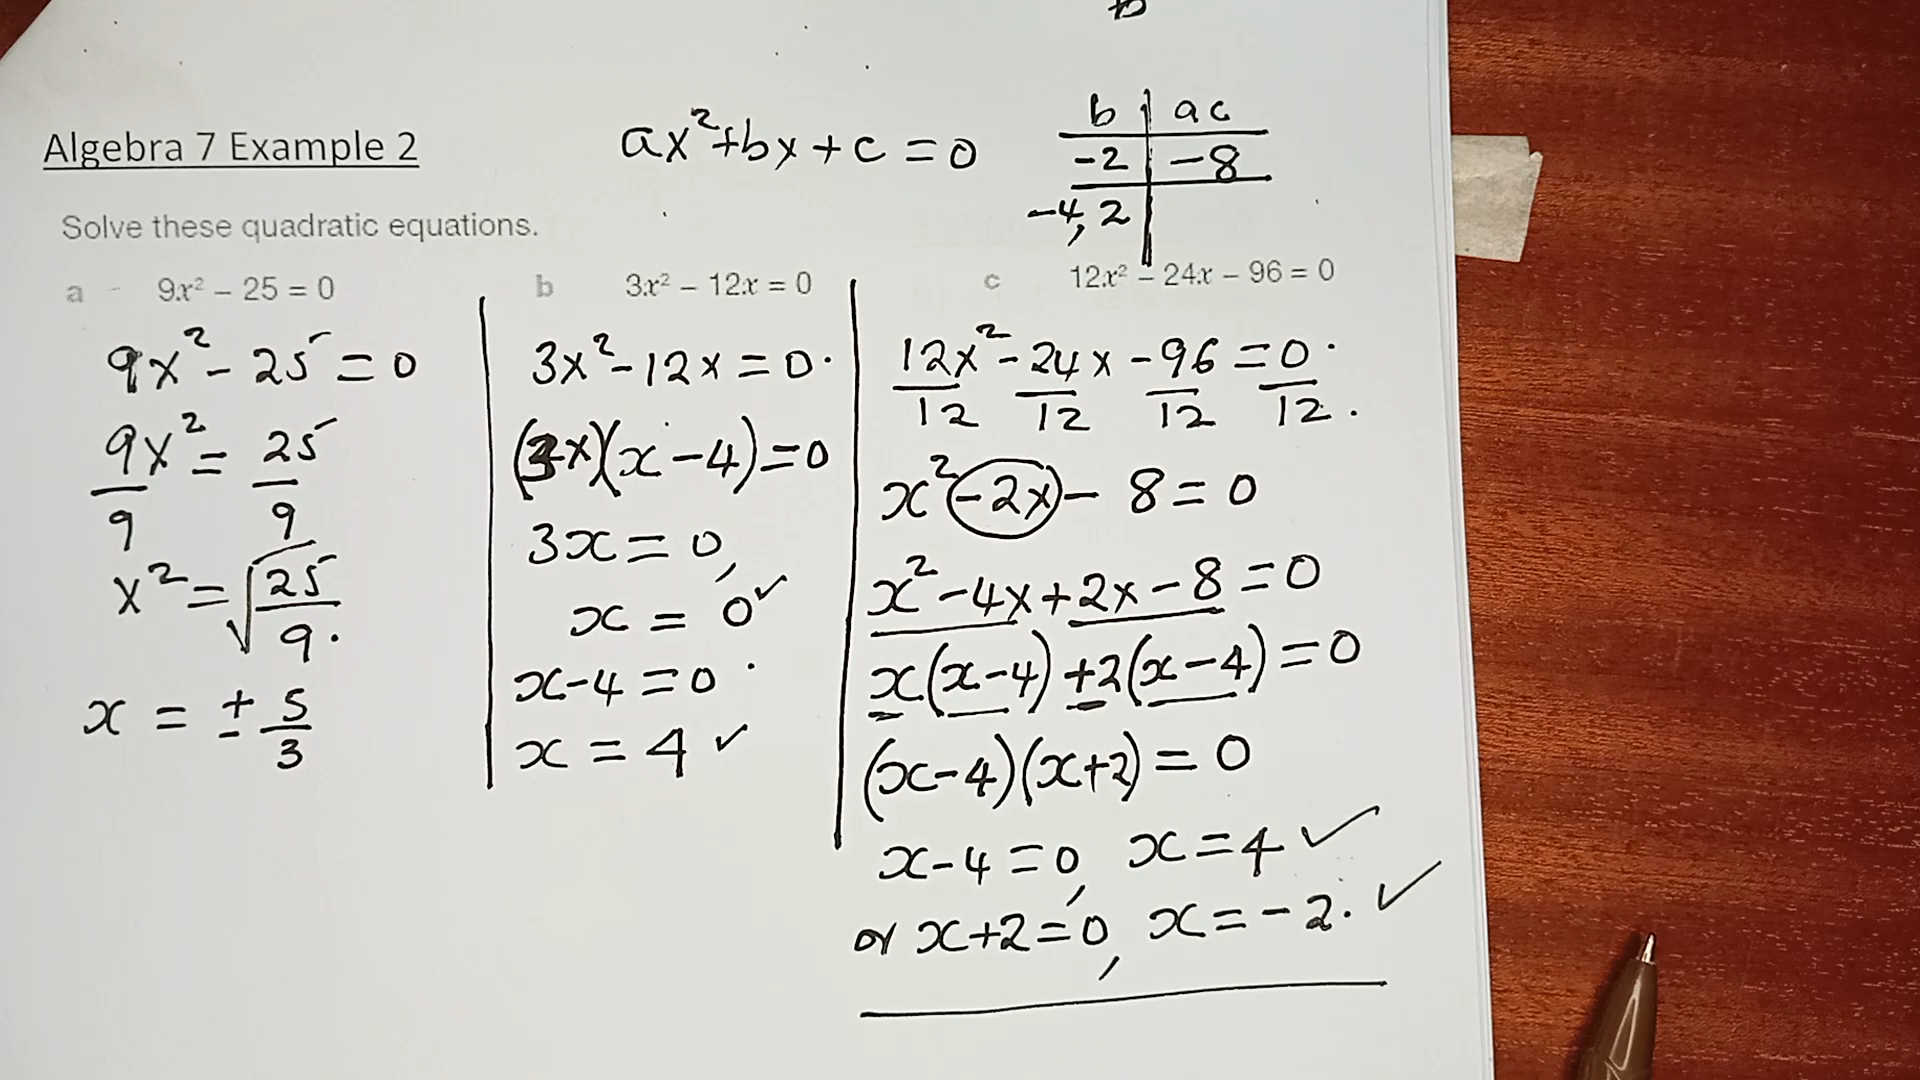 Algebra 7 Example 2
ax²+bx+c=0
b | ac
-2 | -8
-4, 2
Solve these quadratic equations.
a 9x² – 25 = 0
9x²-25=0
9x²/9 = 25/9
x²=√25/9.
x = ± 5/3
b 3x² – 12x = 0
3x²-12x=0.
(3x)(x-4)=0
3x=0,
x = 0✓
x-4=0
x=4 ✓
c 12x² – 24x – 96 = 0
12x²/12 - 24x/12 - 96/12 = 0/12.
x²-2x-8=0
x²-4x+2x-8=0
x(x-4)+2(x-4)=0
(x-4)(x+2)=0
x-4=0, x=4 ✓
or x+2=0, x=-2. ✓